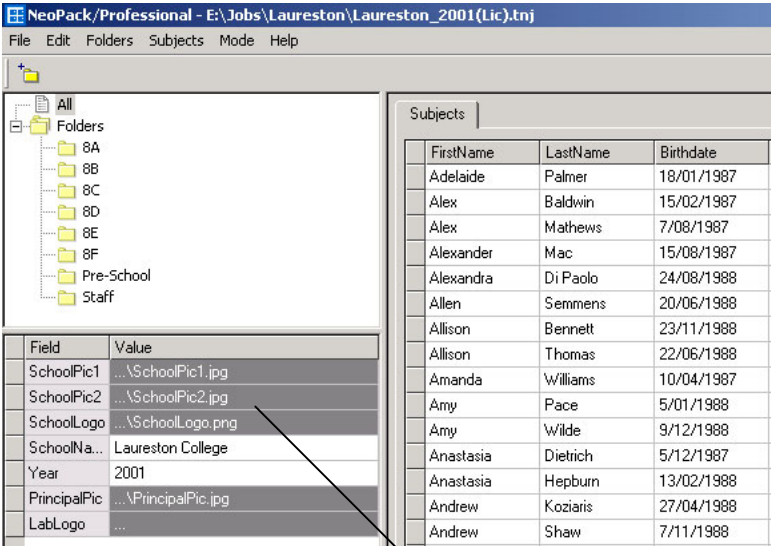 NeoPack/Professional - E:\Jobs\Laureston\Laureston_2001(Lic).tnj
File Edit Folders Subjects Mode Help
All
Folders
8A
8B
8C
8D
8E
8F
Pre-School
Staff
Field Value
SchoolPic1 ...\SchoolPic1.jpg
SchoolPic2 ...\SchoolPic2.jpg
SchoolLogo ...\SchoolLogo.png
SchoolNa... Laureston College
Year 2001
PrincipalPic ...\PrincipalPic.jpg
LabLogo ...
Subjects
FirstName LastName Birthdate
Adelaide Palmer 18/01/1987
Alex Baldwin 15/02/1987
Alex Mathews 7/08/1987
Alexander Mac 15/08/1987
Alexandra Di Paolo 24/08/1988
Allen Semmens 20/06/1988
Allison Bennett 23/11/1988
Allison Thomas 22/06/1988
Amanda Williams 10/04/1987
Amy Pace 5/01/1988
Amy Wilde 9/12/1988
Anastasia Dietrich 5/12/1987
Anastasia Hepburn 13/02/1988
Andrew Koziaris 27/04/1988
Andrew Shaw 7/11/1988